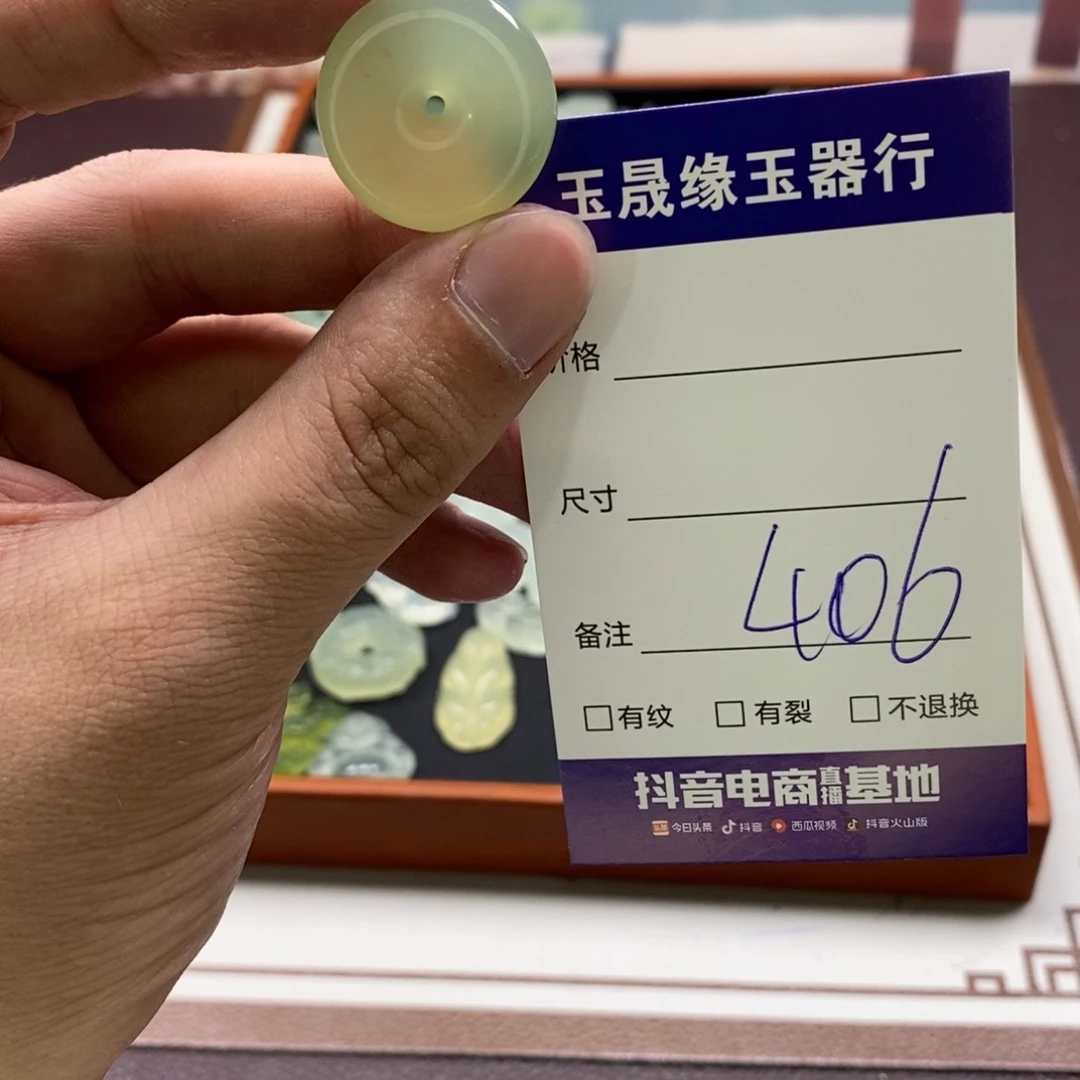 玉晟缘玉器行
价格
尺寸
备注 406
□有纹 □有裂 □不退换
抖音电商直播基地
头条 今日头条 抖音 西瓜视频 抖音火山版